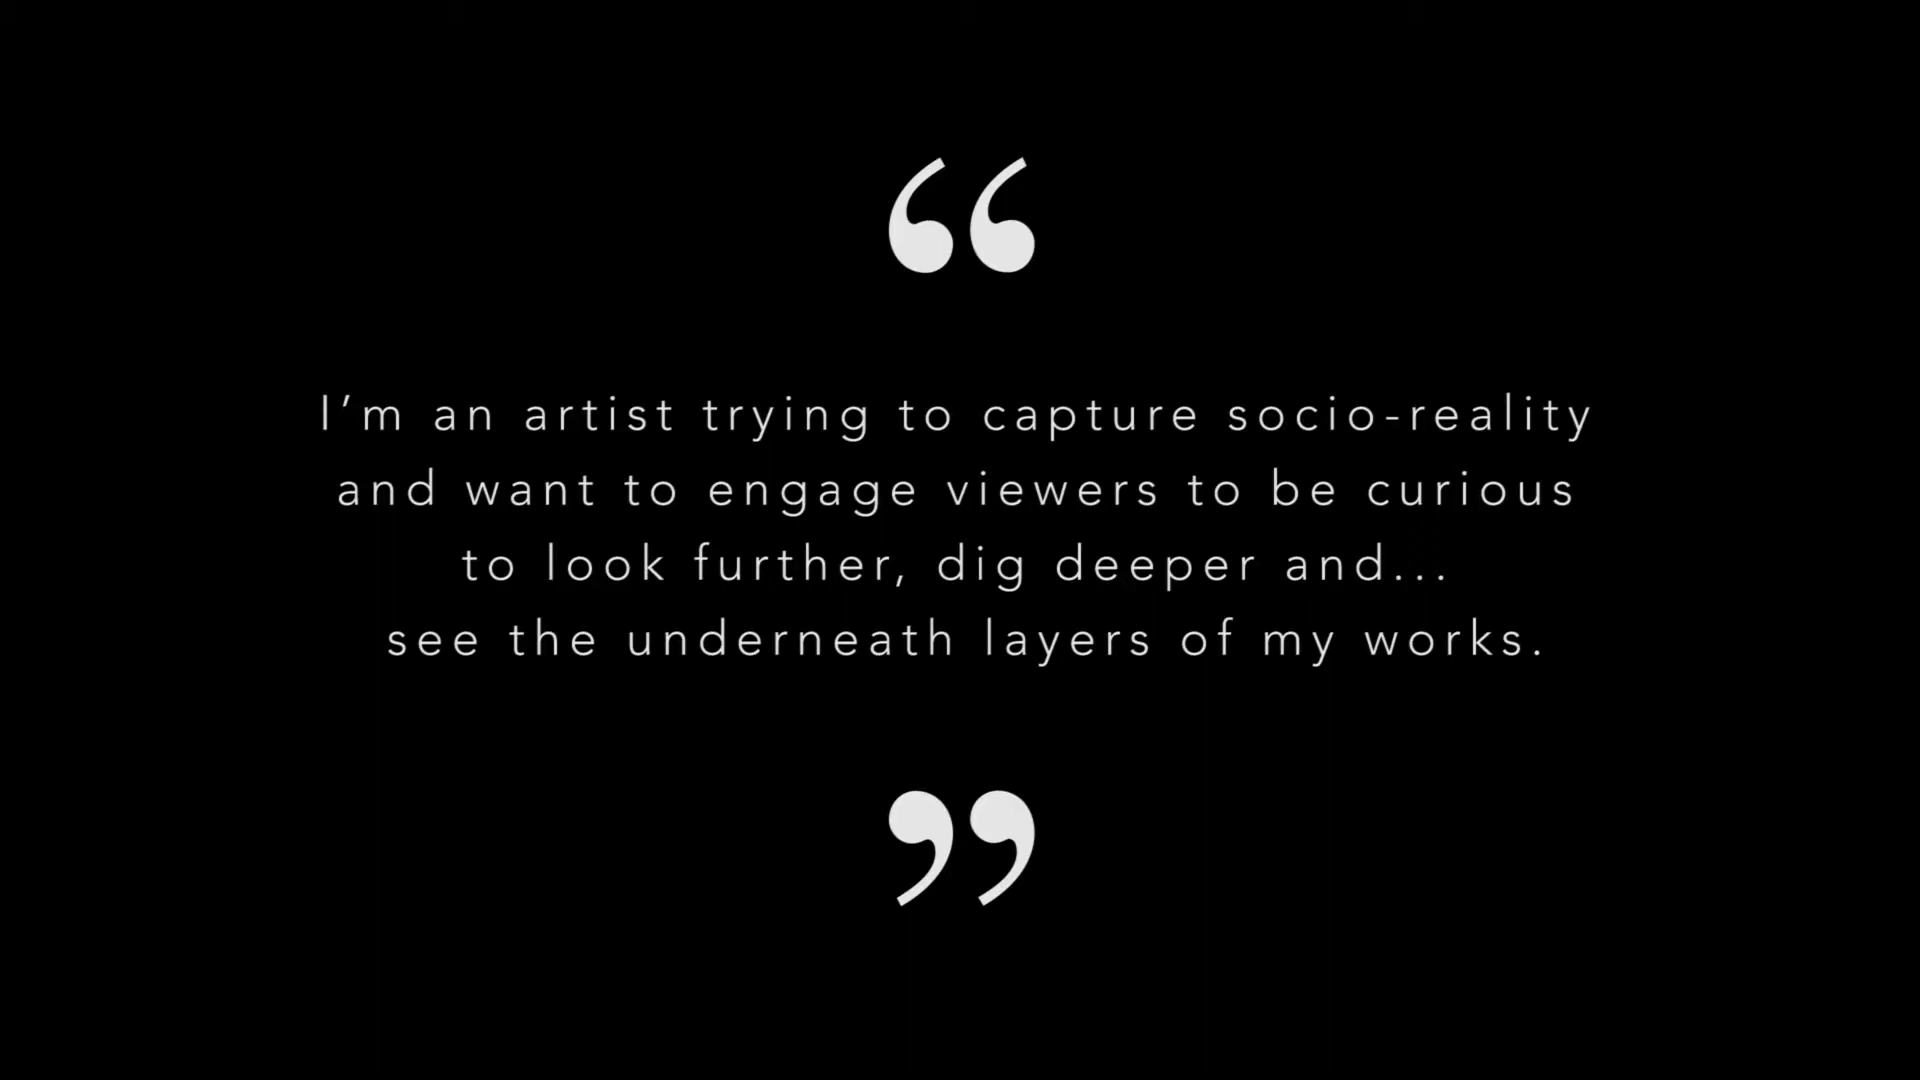 “
I’m an artist trying to capture socio-reality
and want to engage viewers to be curious
to look further, dig deeper and...
see the underneath layers of my works.
”